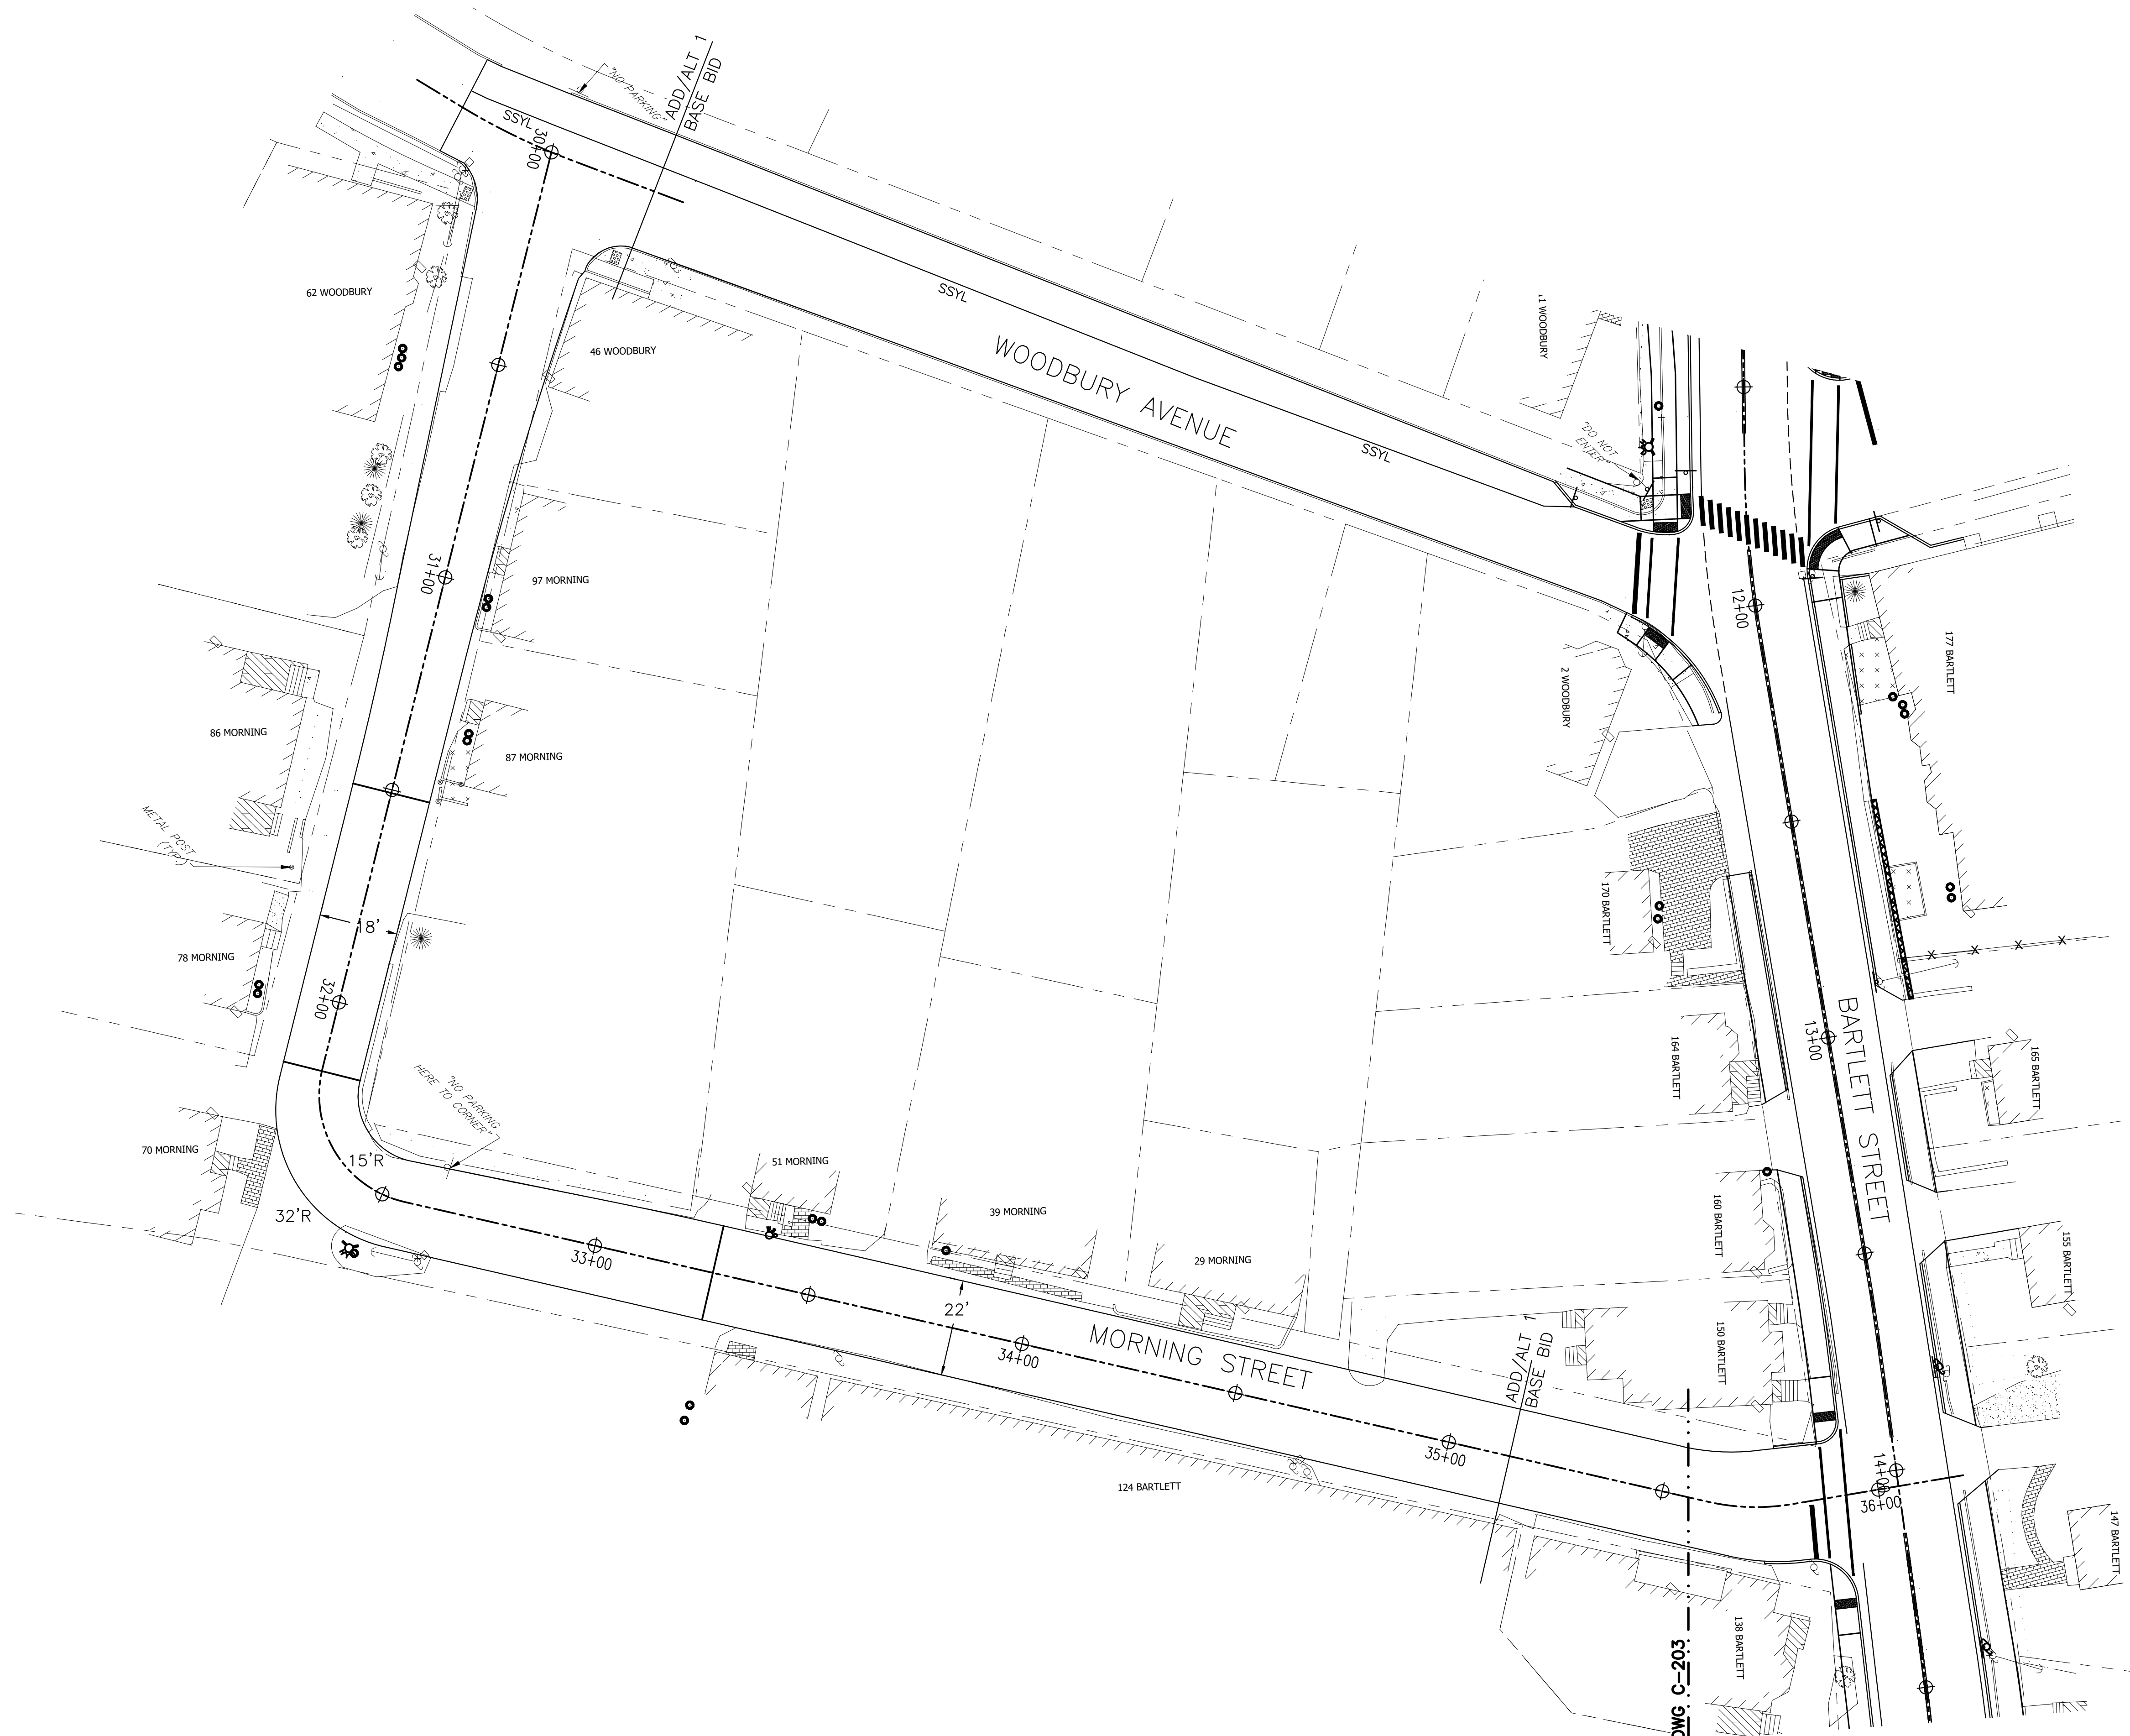 "NO PARKING"
ADD/ALT 1
BASE BID
SSYL
30+00
62 WOODBURY
46 WOODBURY
SSYL
WOODBURY AVENUE
SSYL
11 WOODBURY
"DO NOT
ENTER"
31+00
97 MORNING
12+00
2 WOODBURY
177 BARTLETT
86 MORNING
87 MORNING
METAL POST
(TYP.)
18'
170 BARTLETT
78 MORNING
32+00
BARTLETT STREET
13+00
164 BARTLETT
165 BARTLETT
"NO PARKING
HERE TO CORNER"
70 MORNING
15'R
51 MORNING
32'R
39 MORNING
160 BARTLETT
29 MORNING
155 BARTLETT
33+00
22'
MORNING STREET
34+00
ADD/ALT 1
BASE BID
150 BARTLETT
35+00
14+00
36+00
124 BARTLETT
147 BARTLETT
138 BARTLETT
DWG C-203